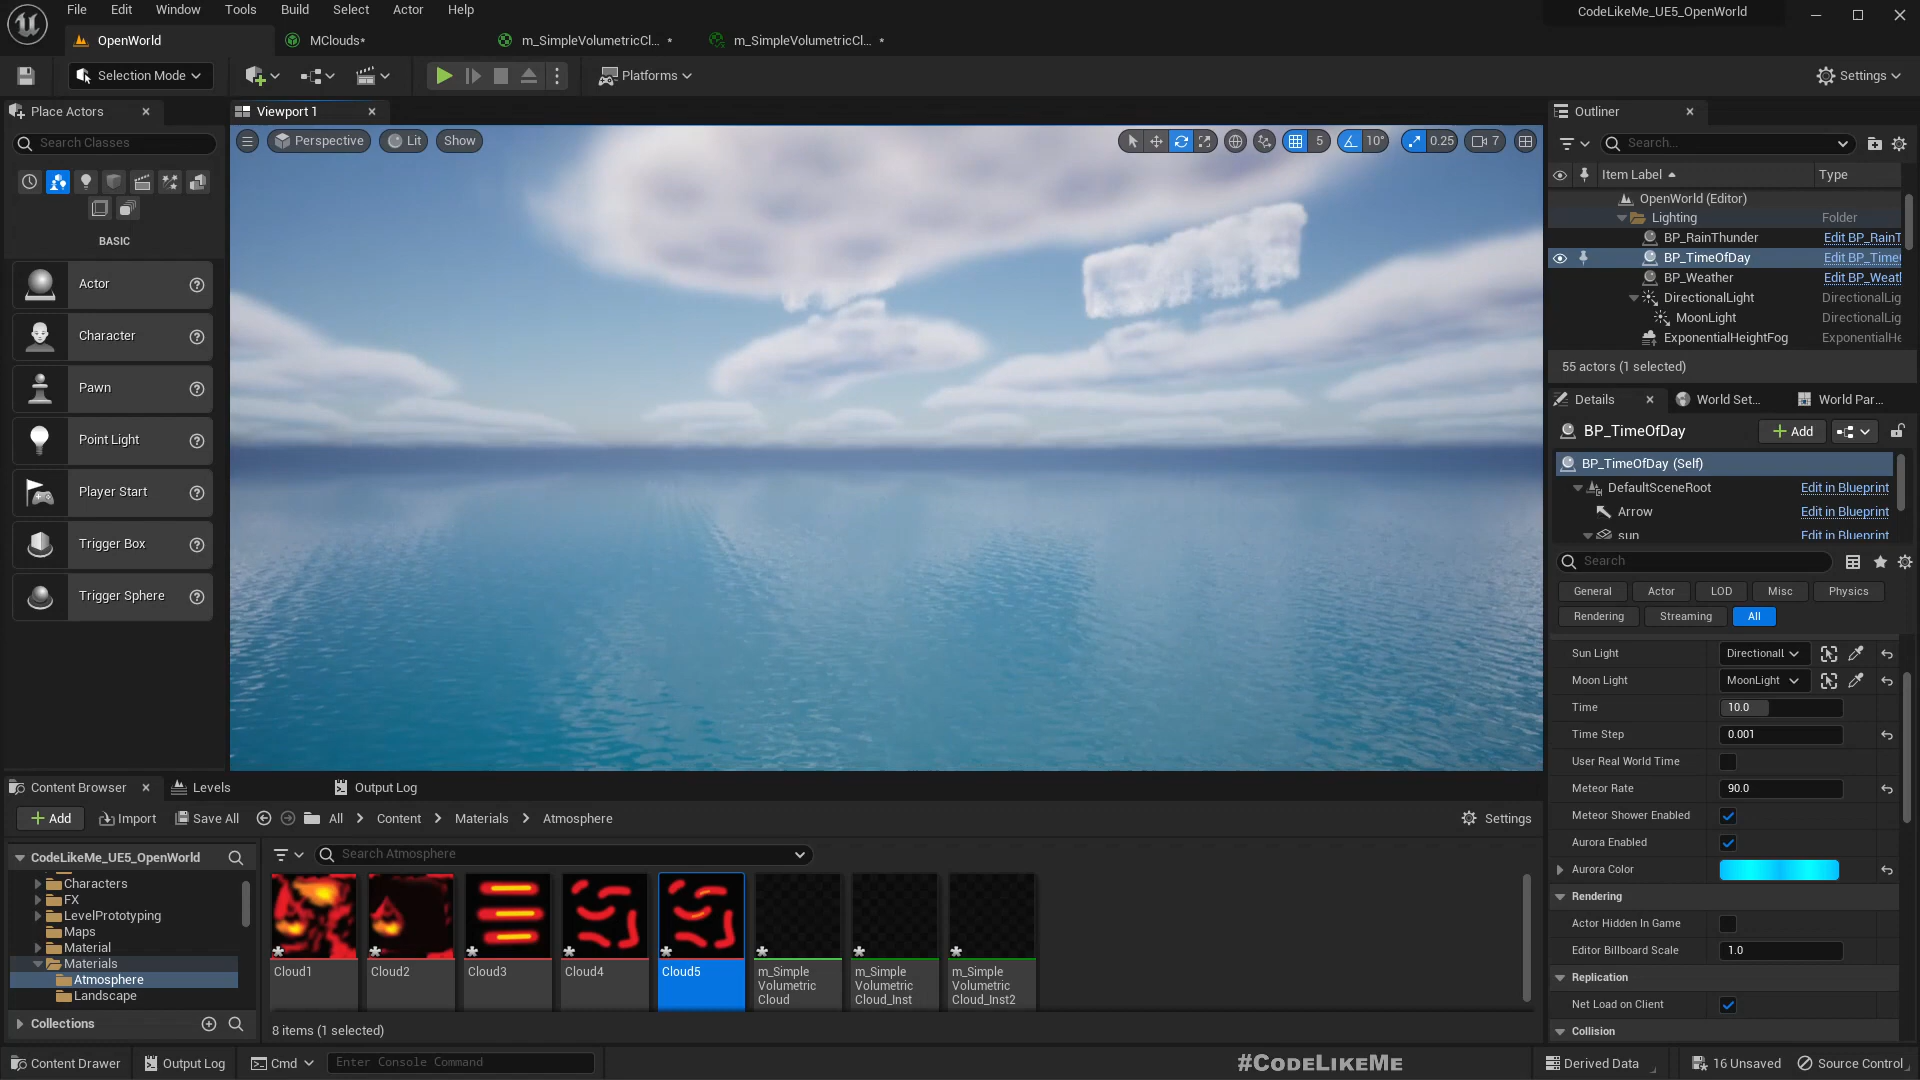 File Edit Window Tools Build Select Actor Help
CodeLikeMe_UE5_OpenWorld
OpenWorld
MClouds*
m_SimpleVolumetricCl... *
m_SimpleVolumetricCl... *
Selection Mode
Platforms
Settings
Place Actors
Search Classes
BASIC
Actor
Character
Pawn
Point Light
Player Start
Trigger Box
Trigger Sphere
Viewport 1
Perspective Lit Show
5 10° 0.25 7
Outliner
Search...
Item Label Type
OpenWorld (Editor)
Lighting Folder
BP_RainThunder Edit BP_RainT
BP_TimeOfDay Edit BP_Time
BP_Weather Edit BP_Weat
DirectionalLight DirectionalLig
MoonLight DirectionalLig
ExponentialHeightFog ExponentialHe
55 actors (1 selected)
Details World Set... World Par...
BP_TimeOfDay Add
BP_TimeOfDay (Self)
DefaultSceneRoot Edit in Blueprint
Arrow Edit in Blueprint
sun Edit in Blueprint
Search
General Actor LOD Misc Physics
Rendering Streaming All
Sun Light DirectionalL
Moon Light MoonLight
Time 10.0
Time Step 0.001
User Real World Time
Meteor Rate 90.0
Meteor Shower Enabled
Aurora Enabled
Aurora Color
Rendering
Actor Hidden In Game
Editor Billboard Scale 1.0
Replication
Net Load on Client
Collision
Content Browser Levels Output Log
Add Import Save All All Content Materials Atmosphere Settings
CodeLikeMe_UE5_OpenWorld
Characters
FX
LevelPrototyping
Maps
Material
Materials
Atmosphere
Landscape
Collections
Search Atmosphere
Cloud1
Cloud2
Cloud3
Cloud4
Cloud5
m_Simple
Volumetric
Cloud
m_Simple
Volumetric
Cloud_Inst
m_Simple
Volumetric
Cloud_Inst2
8 items (1 selected)
Content Drawer Output Log Cmd Enter Console Command
#CodeLikeMe
Derived Data 16 Unsaved Source Control